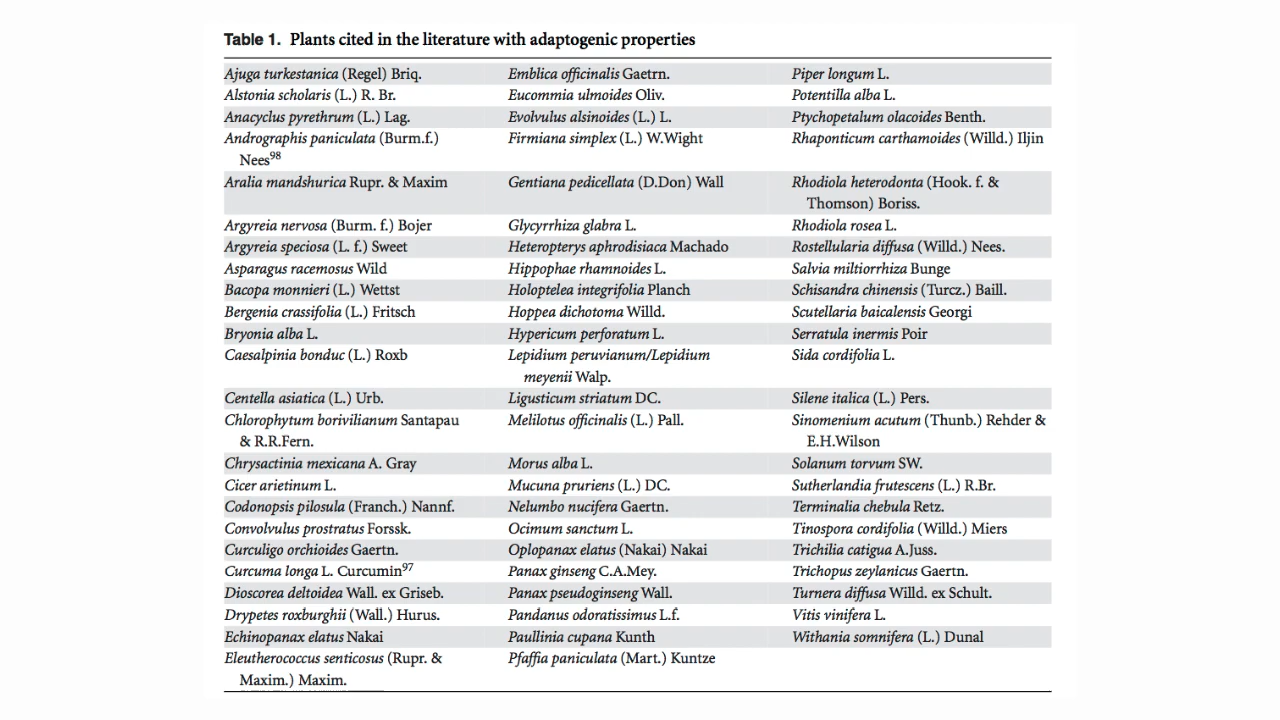 Table 1. Plants cited in the literature with adaptogenic properties
Ajuga turkestanica (Regel) Briq.
Alstonia scholaris (L.) R. Br.
Anacyclus pyrethrum (L.) Lag.
Andrographis paniculata (Burm.f.)
Nees98
Aralia mandshurica Rupr. & Maxim
Argyreia nervosa (Burm. f.) Bojer
Argyreia speciosa (L. f.) Sweet
Asparagus racemosus Wild
Bacopa monnieri (L.) Wettst
Bergenia crassifolia (L.) Fritsch
Bryonia alba L.
Caesalpinia bonduc (L.) Roxb
Centella asiatica (L.) Urb.
Chlorophytum borivilianum Santapau
& R.R.Fern.
Chrysactinia mexicana A. Gray
Cicer arietinum L.
Codonopsis pilosula (Franch.) Nannf.
Convolvulus prostratus Forssk.
Curculigo orchioides Gaertn.
Curcuma longa L. Curcumin97
Dioscorea deltoidea Wall. ex Griseb.
Drypetes roxburghii (Wall.) Hurus.
Echinopanax elatus Nakai
Eleutherococcus senticosus (Rupr. &
Maxim.) Maxim.
Emblica officinalis Gaetrn.
Eucommia ulmoides Oliv.
Evolvulus alsinoides (L.) L.
Firmiana simplex (L.) W.Wight
Gentiana pedicellata (D.Don) Wall
Glycyrrhiza glabra L.
Heteropterys aphrodisiaca Machado
Hippophae rhamnoides L.
Holoptelea integrifolia Planch
Hoppea dichotoma Willd.
Hypericum perforatum L.
Lepidium peruvianum/Lepidium
meyenii Walp.
Ligusticum striatum DC.
Melilotus officinalis (L.) Pall.
Morus alba L.
Mucuna pruriens (L.) DC.
Nelumbo nucifera Gaertn.
Ocimum sanctum L.
Oplopanax elatus (Nakai) Nakai
Panax ginseng C.A.Mey.
Panax pseudoginseng Wall.
Pandanus odoratissimus L.f.
Paullinia cupana Kunth
Pfaffia paniculata (Mart.) Kuntze
Piper longum L.
Potentilla alba L.
Ptychopetalum olacoides Benth.
Rhaponticum carthamoides (Willd.) Iljin
Rhodiola heterodonta (Hook. f. &
Thomson) Boriss.
Rhodiola rosea L.
Rostellularia diffusa (Willd.) Nees.
Salvia miltiorrhiza Bunge
Schisandra chinensis (Turcz.) Baill.
Scutellaria baicalensis Georgi
Serratula inermis Poir
Sida cordifolia L.
Silene italica (L.) Pers.
Sinomenium acutum (Thunb.) Rehder &
E.H.Wilson
Solanum torvum SW.
Sutherlandia frutescens (L.) R.Br.
Terminalia chebula Retz.
Tinospora cordifolia (Willd.) Miers
Trichilia catigua A.Juss.
Trichopus zeylanicus Gaertn.
Turnera diffusa Willd. ex Schult.
Vitis vinifera L.
Withania somnifera (L.) Dunal